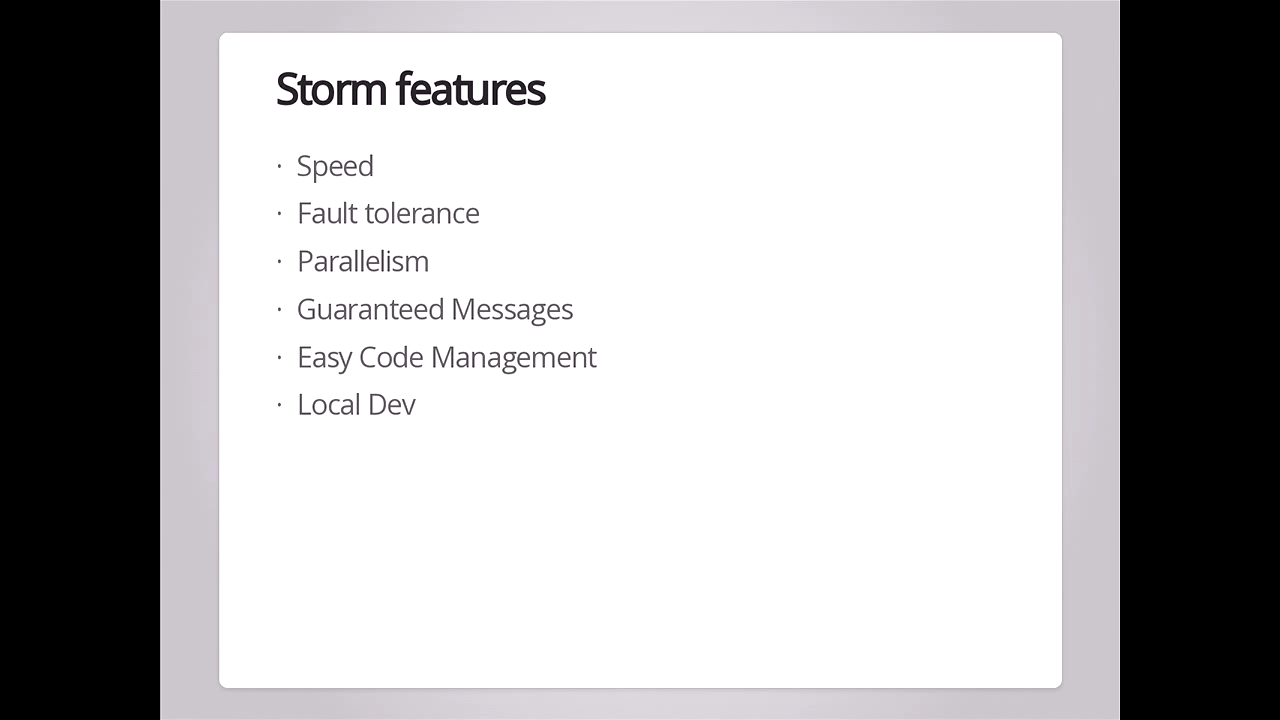 Storm features
· Speed
· Fault tolerance
· Parallelism
· Guaranteed Messages
· Easy Code Management
· Local Dev